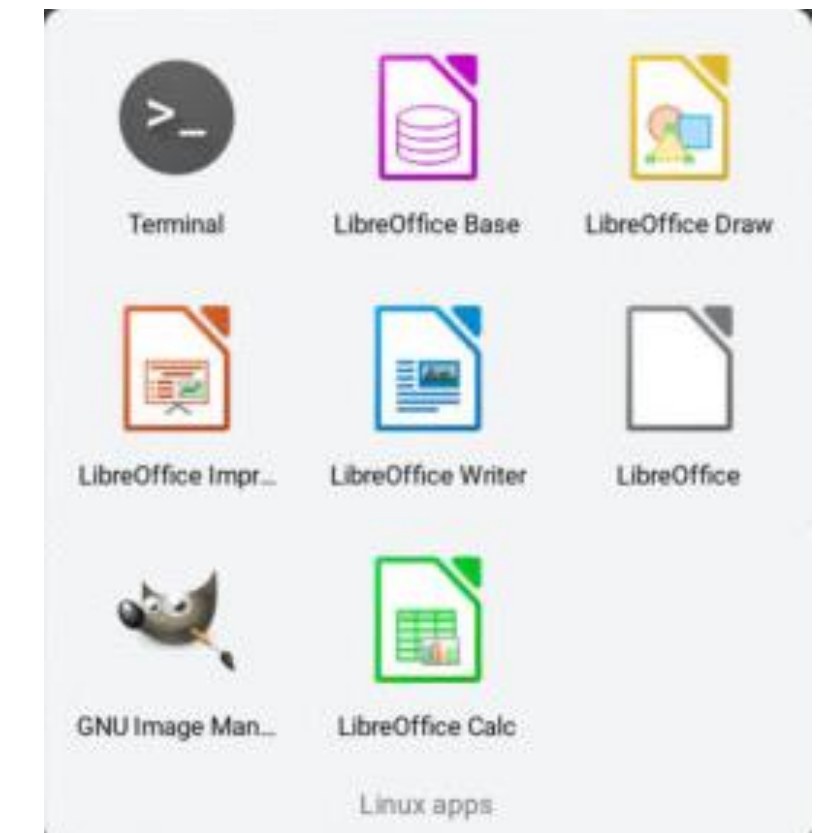 >_
Terminal
LibreOffice Base
LibreOffice Draw
LibreOffice Impr...
LibreOffice Writer
LibreOffice
GNU Image Man...
LibreOffice Calc
Linux apps